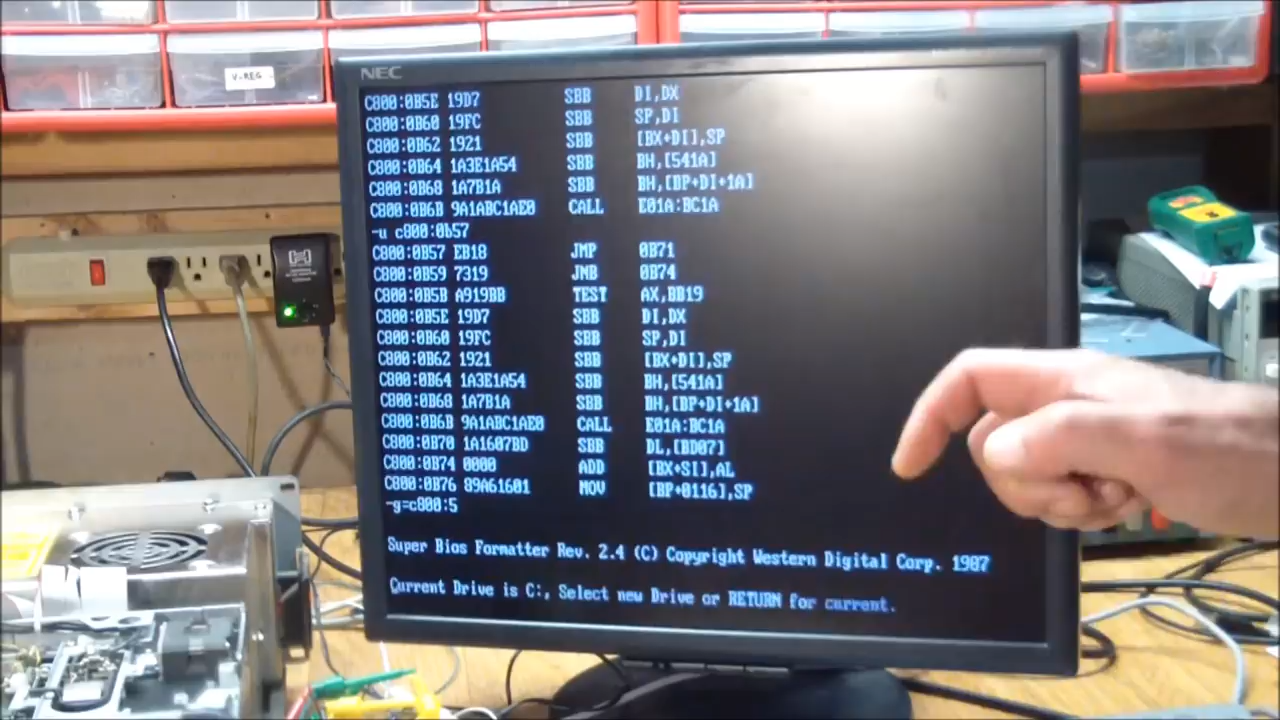 V-REG
NEC
C800:0B5E 19D7 SBB DI,DX
C800:0B60 19FC SBB SP,DI
C800:0B62 1921 SBB [BX+DI],SP
C800:0B64 1A3E1A54 SBB BH,[541A]
C800:0B68 1A7B1A SBB BH,[BP+DI+1A]
C800:0B6B 9A1ABC1AE0 CALL E01A:BC1A
-u c800:0b57
C800:0B57 EB18 JMP 0B71
C800:0B59 7319 JNB 0B74
C800:0B5B A919BB TEST AX,BB19
C800:0B5E 19D7 SBB DI,DX
C800:0B60 19FC SBB SP,DI
C800:0B62 1921 SBB [BX+DI],SP
C800:0B64 1A3E1A54 SBB BH,[541A]
C800:0B68 1A7B1A SBB BH,[BP+DI+1A]
C800:0B6B 9A1ABC1AE0 CALL E01A:BC1A
C800:0B70 1A1607BD SBB DL,[BD07]
C800:0B74 0000 ADD [BX+SI],AL
C800:0B76 89A61601 MOV [BP+0116],SP
-g=c800:5
Super Bios Formatter Rev. 2.4 (C) Copyright Western Digital Corp. 1987
Current Drive is C:, Select new Drive or RETURN for current.